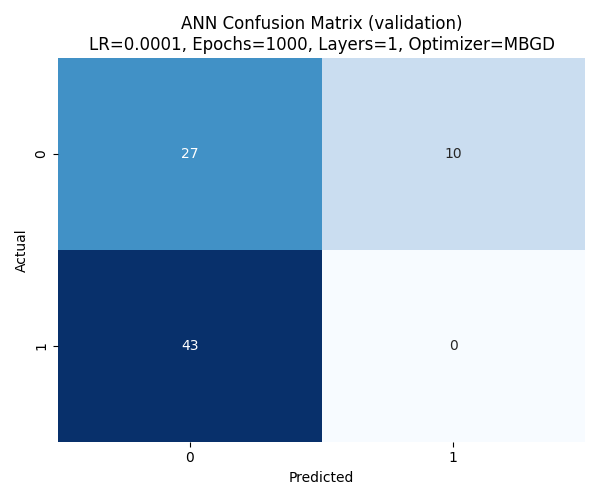 ANN Confusion Matrix (validation)
LR=0.0001, Epochs=1000, Layers=1, Optimizer=MBGD
Actual
0
27
10
1
43
0
0
1
Predicted